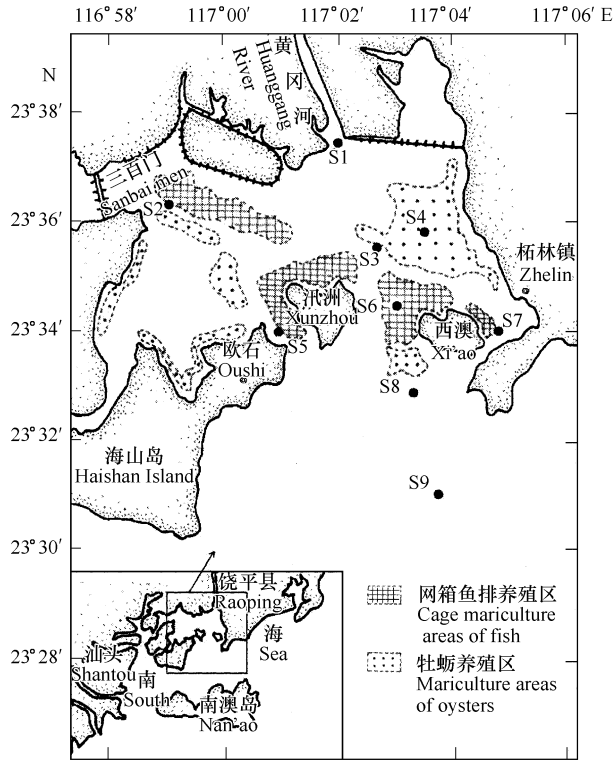 116°58′ 117°00′ 117°02′ 117°04′ 117°06′ E
N
23°38′
23°36′
23°34′
23°32′
23°30′
23°28′
黄冈河
Huanggang
River
S1
三百门
Sanbai men
S2
S3
S4
柘林镇
Zhelin
汛洲
Xunzhou
S6
S5
西澳
Xi'ao
S7
欧石
Oushi
S8
海山岛
Haishan Island
S9
饶平县
Raoping
海
Sea
汕头
Shantou
南
South
南澳岛
Nan'ao
网箱鱼排养殖区
Cage mariculture
areas of fish
牡蛎养殖区
Mariculture areas
of oysters